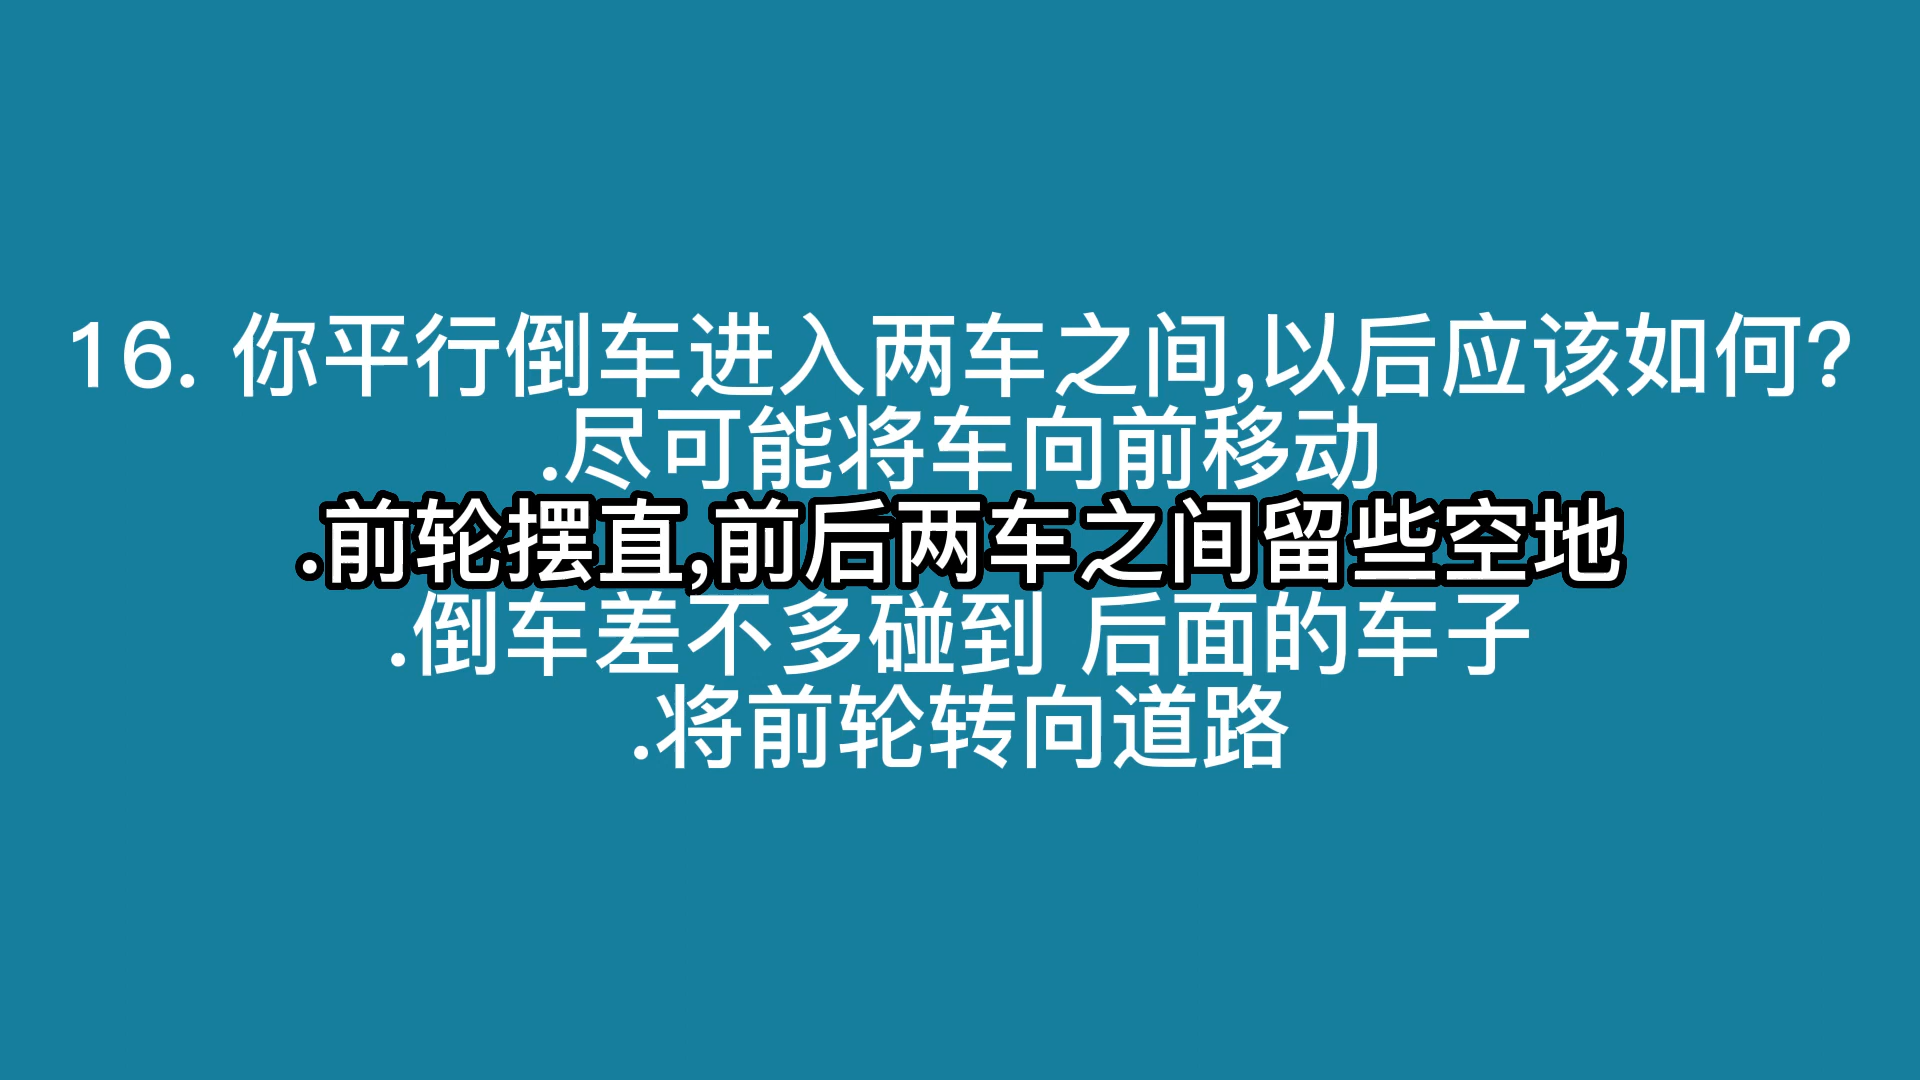 16. 你平行倒车进入两车之间,以后应该如何?
.尽可能将车向前移动
.前轮摆直,前后两车之间留些空地
.倒车差不多碰到 后面的车子
.将前轮转向道路